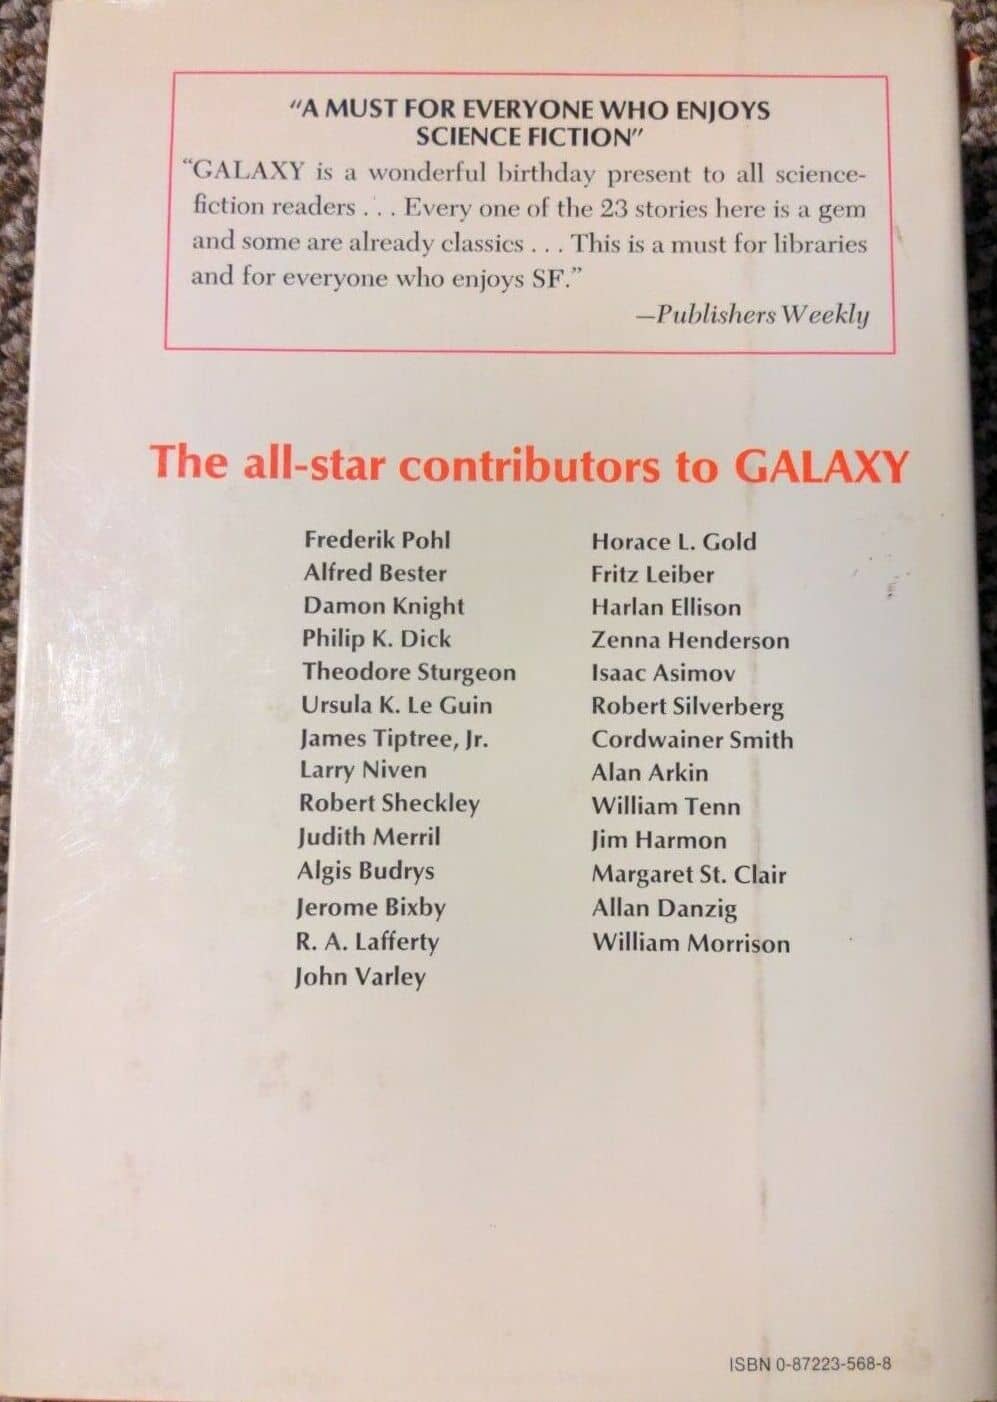 "A MUST FOR EVERYONE WHO ENJOYS
SCIENCE FICTION"
"GALAXY is a wonderful birthday present to all science-
fiction readers . . . Every one of the 23 stories here is a gem
and some are already classics . . . This is a must for libraries
and for everyone who enjoys SF."
—Publishers Weekly
The all-star contributors to GALAXY
Frederik Pohl
Alfred Bester
Damon Knight
Philip K. Dick
Theodore Sturgeon
Ursula K. Le Guin
James Tiptree, Jr.
Larry Niven
Robert Sheckley
Judith Merril
Algis Budrys
Jerome Bixby
R. A. Lafferty
John Varley
Horace L. Gold
Fritz Leiber
Harlan Ellison
Zenna Henderson
Isaac Asimov
Robert Silverberg
Cordwainer Smith
Alan Arkin
William Tenn
Jim Harmon
Margaret St. Clair
Allan Danzig
William Morrison
ISBN 0-87223-568-8